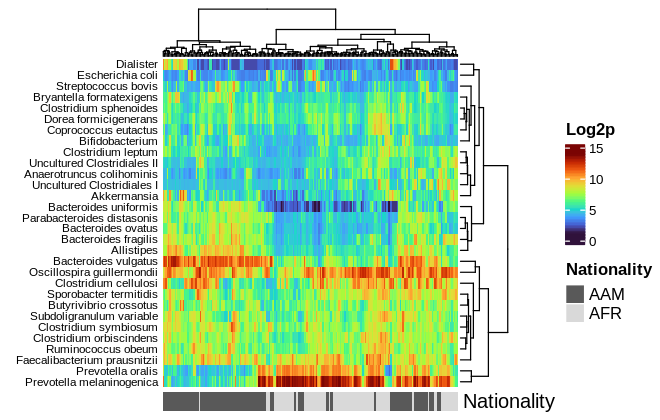 Dialister
Escherichia coli
Streptococcus bovis
Bryantella formatexigens
Clostridium sphenoides
Dorea formicigenerans
Coprococcus eutactus
Bifidobacterium
Clostridium leptum
Uncultured Clostridiales II
Anaerotruncus colihominis
Uncultured Clostridiales I
Akkermansia
Bacteroides uniformis
Parabacteroides distasonis
Bacteroides ovatus
Bacteroides fragilis
Allistipes
Bacteroides vulgatus
Oscillospira guillermondii
Clostridium cellulosi
Sporobacter termitidis
Butyrivibrio crossotus
Subdoligranulum variable
Clostridium symbiosum
Clostridium orbiscindens
Ruminococcus obeum
Faecalibacterium prausnitzii
Prevotella oralis
Prevotella melaninogenica
Nationality
Log2p
15
10
5
0
Nationality
AAM
AFR